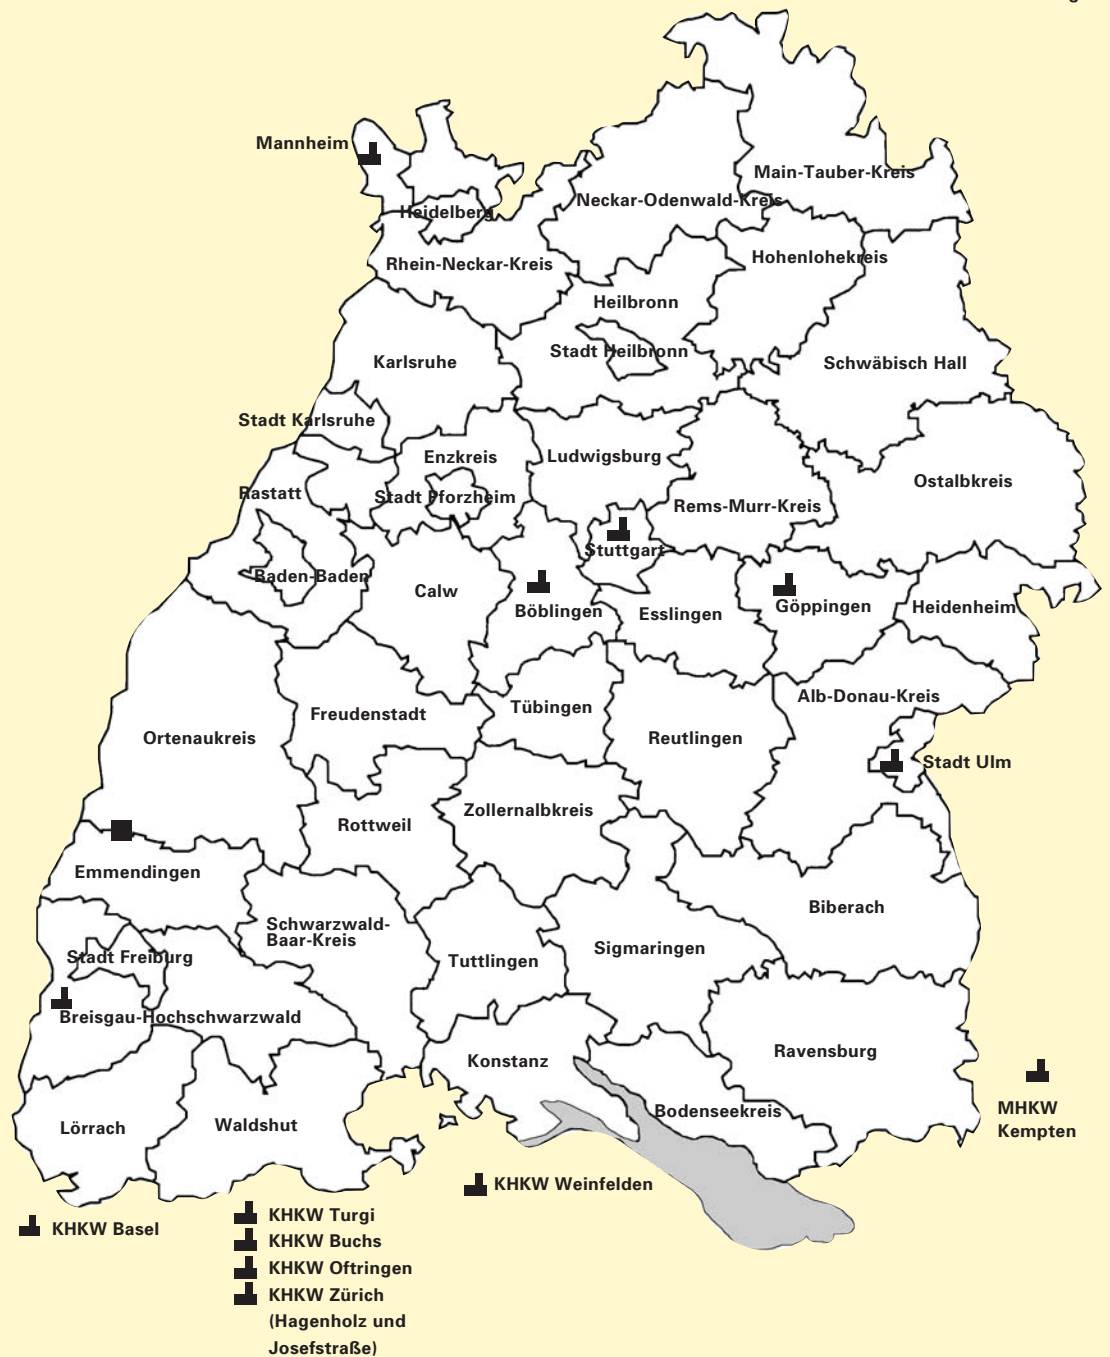 Mannheim
Main-Tauber-Kreis
Neckar-Odenwald-Kreis
Heidelberg
Hohenlohekreis
Rhein-Neckar-Kreis
Heilbronn
Stadt Heilbronn
Karlsruhe
Schwäbisch Hall
Stadt Karlsruhe
Enzkreis
Ludwigsburg
Ostalbkreis
Rastatt
Stadt Pforzheim
Rems-Murr-Kreis
Stuttgart
Baden-Baden
Calw
Böblingen
Esslingen
Göppingen
Heidenheim
Alb-Donau-Kreis
Tübingen
Freudenstadt
Ortenaukreis
Reutlingen
Stadt Ulm
Zollernalbkreis
Rottweil
Emmendingen
Biberach
Schwarzwald-
Baar-Kreis
Sigmaringen
Stadt Freiburg
Tuttlingen
Breisgau-Hochschwarzwald
Ravensburg
Konstanz
MHKW
Kempten
Bodenseekreis
Lörrach
Waldshut
KHKW Weinfelden
KHKW Basel
KHKW Turgi
KHKW Buchs
KHKW Oftringen
KHKW Zürich
(Hagenholz und
Josefstraße)